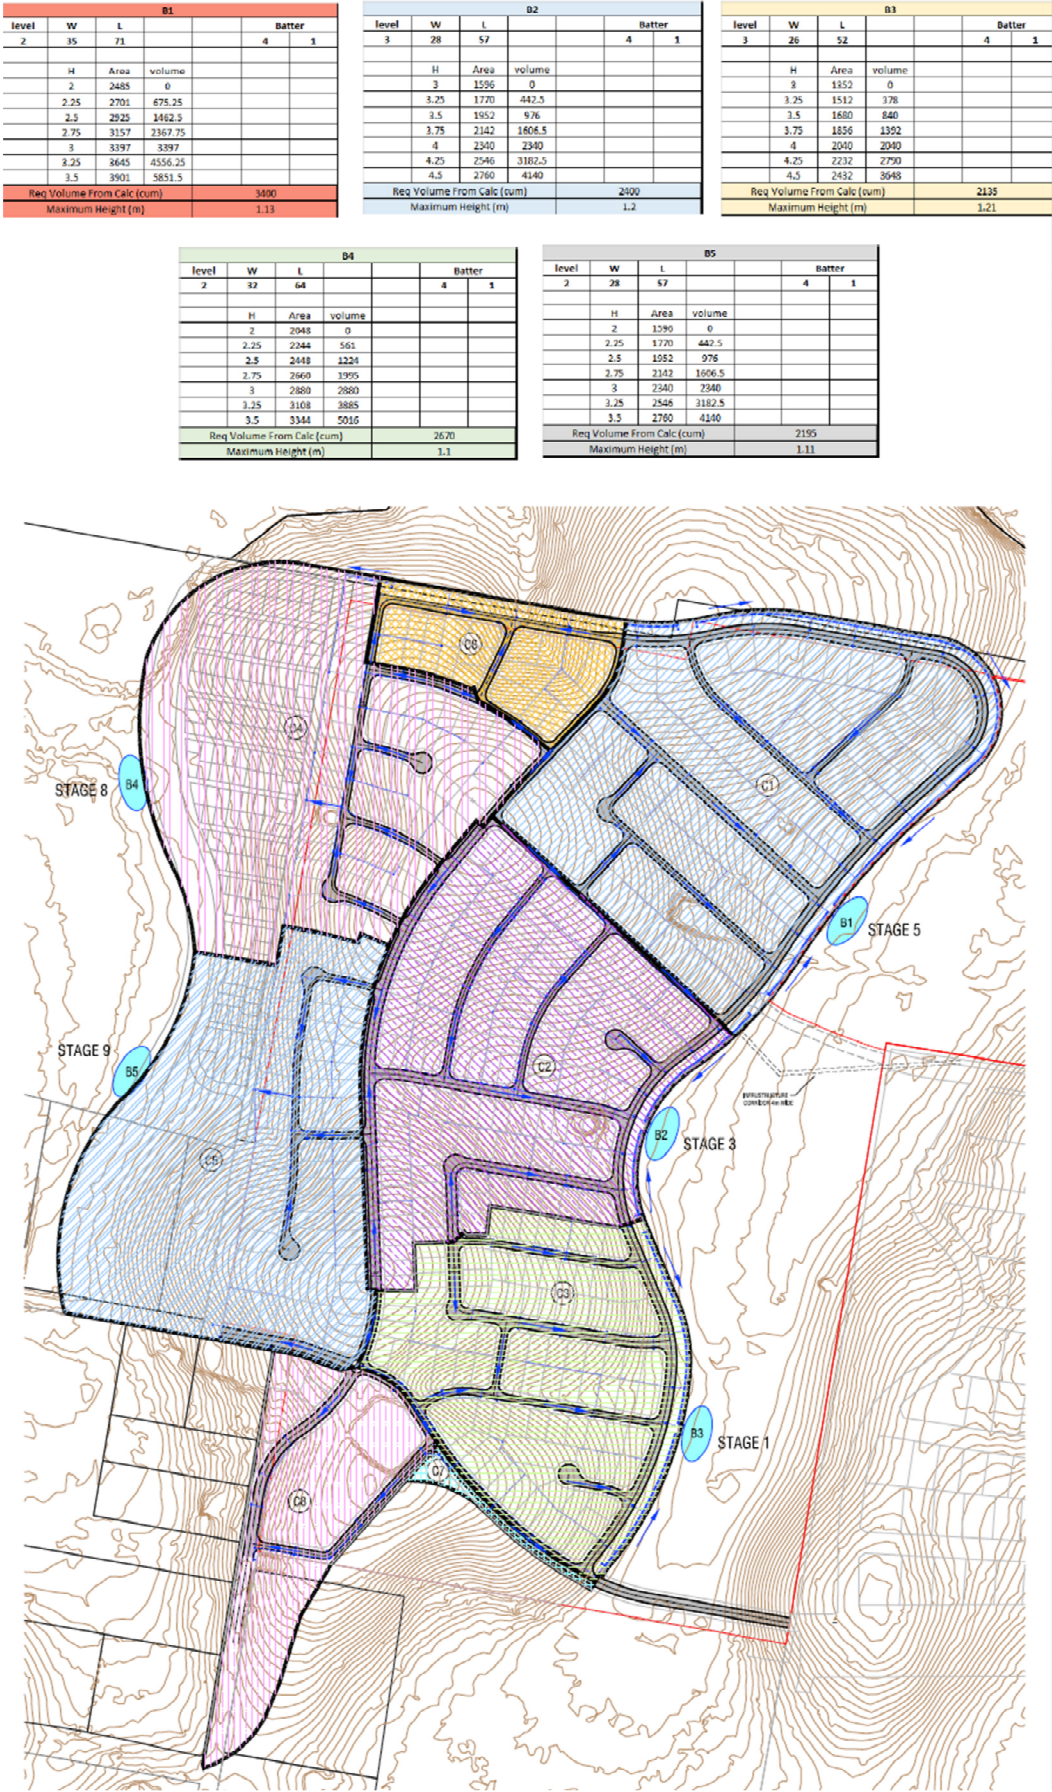 B1
level W L Batter
2 35 71 4 1
H Area volume
2 2485 0
2.25 2701 675.25
2.5 2925 1462.5
2.75 3157 2367.75
3 3397 3397
3.25 3645 4556.25
3.5 3901 5851.5
Req Volume From Calc (cum) 3400
Maximum Height (m) 1.13
B2
level W L Batter
3 28 57 4 1
H Area volume
3 1596 0
3.25 1770 442.5
3.5 1952 976
3.75 2142 1606.5
4 2340 2340
4.25 2546 3182.5
4.5 2760 4140
Req Volume From Calc (cum) 2400
Maximum Height (m) 1.2
B3
level W L Batter
3 26 52 4 1
H Area volume
3 1352 0
3.25 1512 378
3.5 1680 840
3.75 1856 1392
4 2040 2040
4.25 2232 2790
4.5 2432 3648
Req Volume From Calc (cum) 2135
Maximum Height (m) 1.21
B4
level W L Batter
2 32 64 4 1
H Area volume
2 2048 0
2.25 2244 561
2.5 2448 1224
2.75 2660 1995
3 2880 2880
3.25 3108 3885
3.5 3344 5016
Req Volume From Calc (cum) 2670
Maximum Height (m) 1.1
B5
level W L Batter
2 28 57 4 1
H Area volume
2 1596 0
2.25 1770 442.5
2.5 1952 976
2.75 2142 1606.5
3 2340 2340
3.25 2546 3182.5
3.5 2760 4140
Req Volume From Calc (cum) 2195
Maximum Height (m) 1.11
C1
STAGE 8 B4
B1 STAGE 5
STAGE 9
B5
C2
INFRASTRUCTURE
CORRIDOR 4m WIDE
B2 STAGE 3
C5
C3
B3 STAGE 1
C7